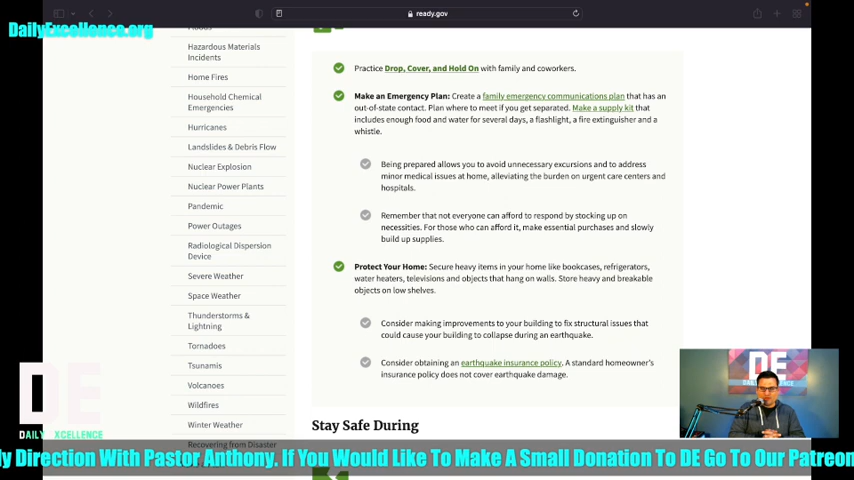 ready.gov
DailyExcellence.org
Hazardous Materials
Incidents
Home Fires
Household Chemical
Emergencies
Hurricanes
Landslides & Debris Flow
Nuclear Explosion
Nuclear Power Plants
Pandemic
Power Outages
Radiological Dispersion
Device
Severe Weather
Space Weather
Thunderstorms &
Lightning
Tornadoes
Tsunamis
Volcanoes
Wildfires
Winter Weather
Recovering from Disaster
Practice Drop, Cover, and Hold On with family and coworkers.
Make an Emergency Plan: Create a family emergency communications plan that has an
out-of-state contact. Plan where to meet if you get separated. Make a supply kit that
includes enough food and water for several days, a flashlight, a fire extinguisher and a
whistle.
Being prepared allows you to avoid unnecessary excursions and to address
minor medical issues at home, alleviating the burden on urgent care centers and
hospitals.
Remember that not everyone can afford to respond by stocking up on
necessities. For those who can afford it, make essential purchases and slowly
build up supplies.
Protect Your Home: Secure heavy items in your home like bookcases, refrigerators,
water heaters, televisions and objects that hang on walls. Store heavy and breakable
objects on low shelves.
Consider making improvements to your building to fix structural issues that
could cause your building to collapse during an earthquake.
Consider obtaining an earthquake insurance policy. A standard homeowner's
insurance policy does not cover earthquake damage.
Stay Safe During
DE
DE
y Direction With Pastor Anthony. If You Would Like To Make A Small Donation To DE Go To Our Patreon